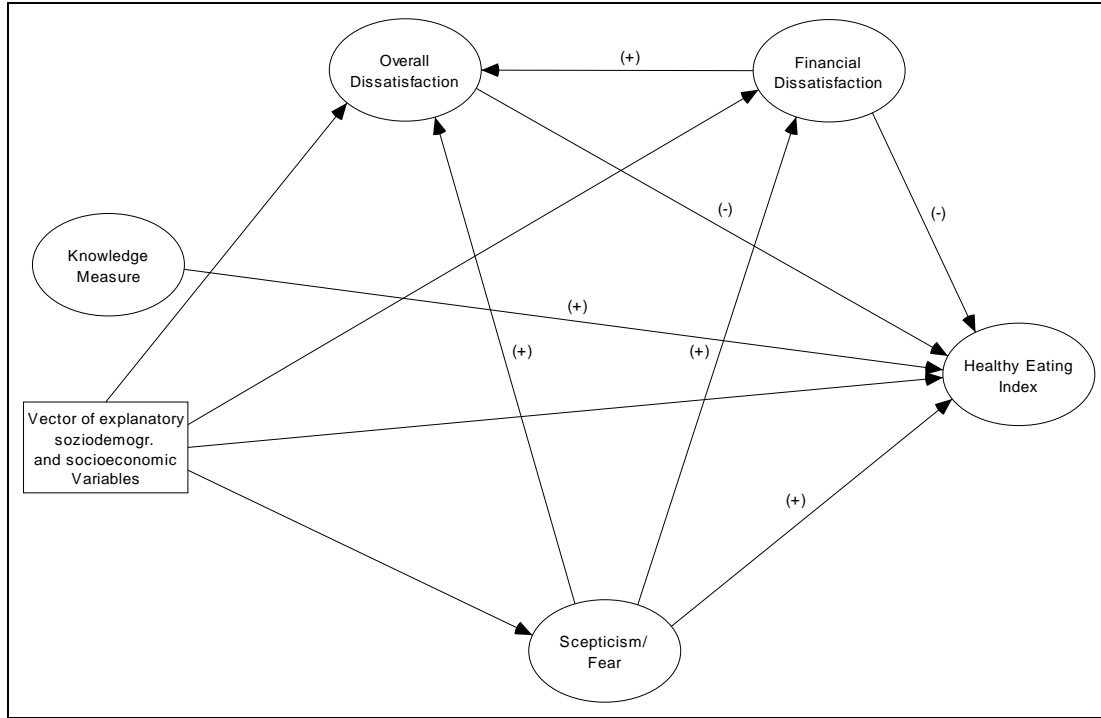 Overall
Dissatisfaction
(+)
Financial
Dissatisfaction
(-)
(-)
Knowledge
Measure
(+)
(+)
(+)
Healthy Eating
Index
Vector of explanatory
soziodemogr.
and socioeconomic
Variables
(+)
Scepticism/
Fear